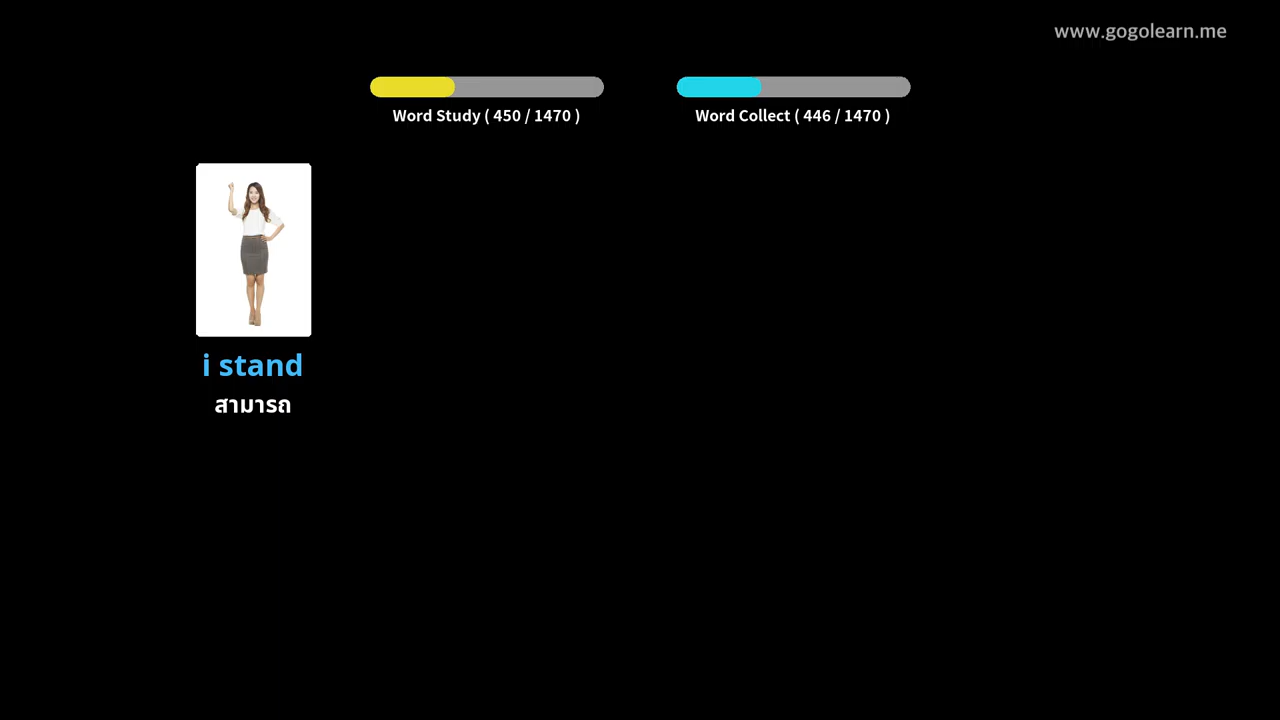 www.gogolearn.me
Word Study ( 450 / 1470 )
Word Collect ( 446 / 1470 )
i stand
สามารถ